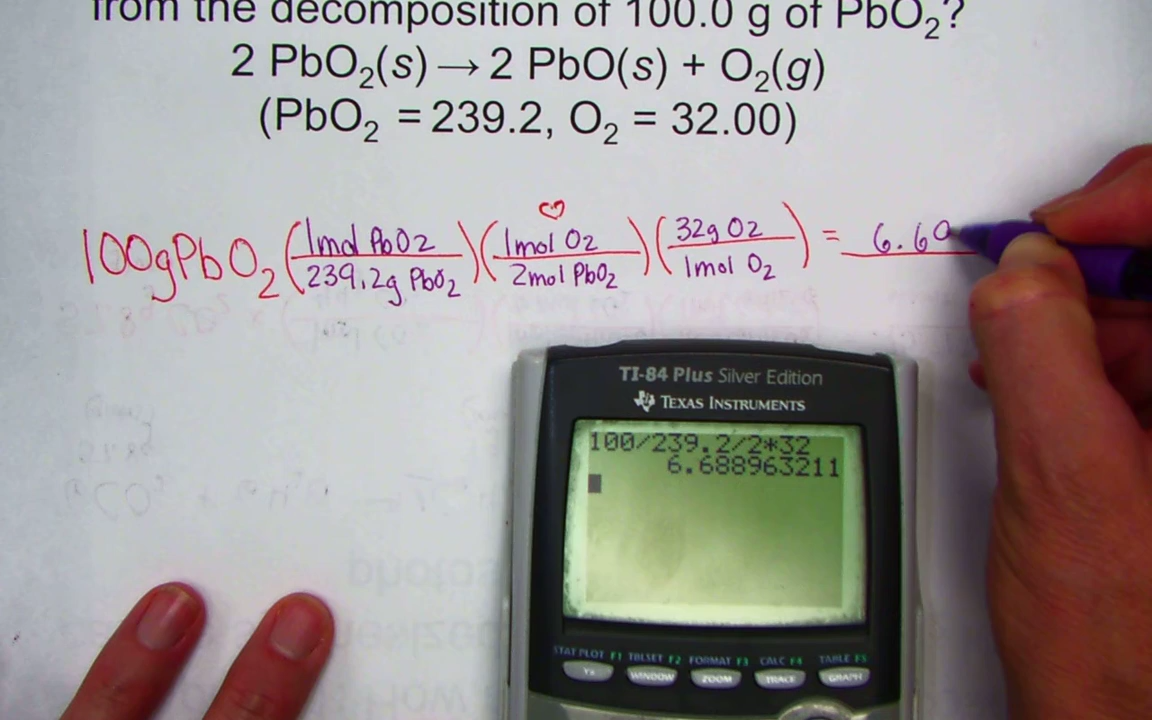 from the decomposition of 100.0 g of PbO₂?
2 PbO₂(s) → 2 PbO(s) + O₂(g)
(PbO₂ = 239.2, O₂ = 32.00)
100gPbO₂ (1mol PbO2 / 239.2g PbO₂)(1mol O2 / 2mol PbO₂)(32g O2 / 1mol O₂) = 6.6
TI-84 Plus Silver Edition
TEXAS INSTRUMENTS
100/239.2/2*32
6.688963211
STAT PLOT F1 TBLSET F2 FORMAT F3 CALC F4 TABLE F5
Y= WINDOW ZOOM TRACE GRAPH